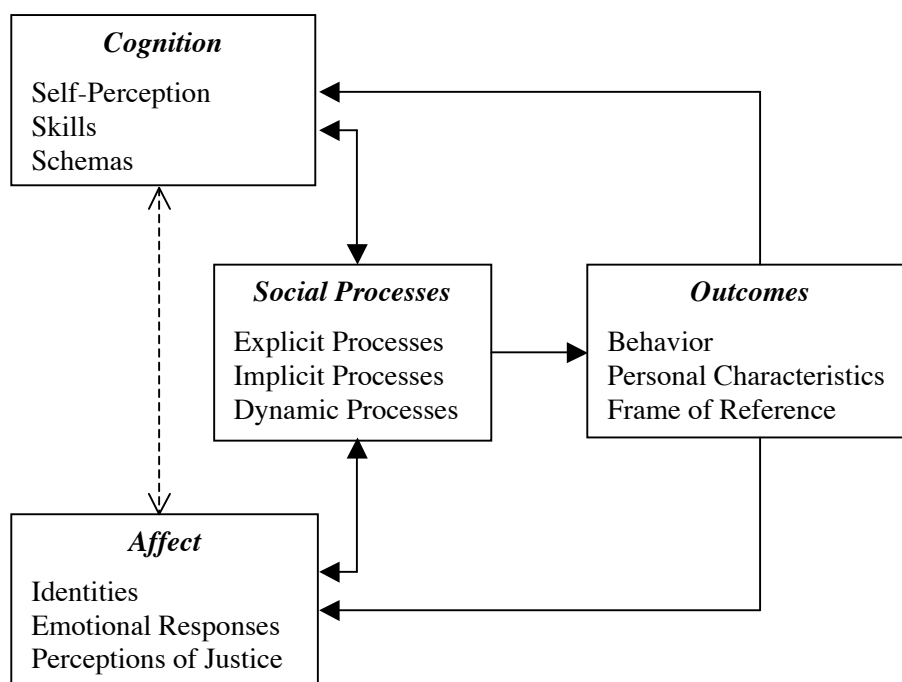 Cognition
Self-Perception
Skills
Schemas
Social Processes
Explicit Processes
Implicit Processes
Dynamic Processes
Outcomes
Behavior
Personal Characteristics
Frame of Reference
Affect
Identities
Emotional Responses
Perceptions of Justice